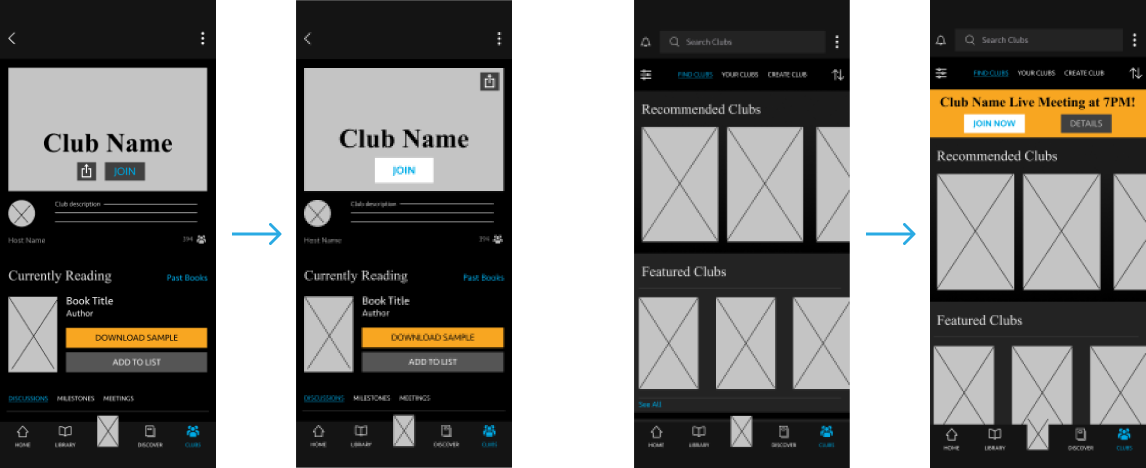 Club Name
JOIN
Club description
Host Name
394
Currently Reading
Past Books
Book Title
Author
DOWNLOAD SAMPLE
ADD TO LIST
DISCUSSIONS MILESTONES MEETINGS
HOME LIBRARY DISCOVER CLUBS
Club Name
JOIN
Club description
Host Name
394
Currently Reading
Past Books
Book Title
Author
DOWNLOAD SAMPLE
ADD TO LIST
DISCUSSIONS MILESTONES MEETINGS
HOME LIBRARY DISCOVER CLUBS
Search Clubs
FIND CLUBS YOUR CLUBS CREATE CLUB
Recommended Clubs
Featured Clubs
See All
HOME LIBRARY DISCOVER CLUBS
Search Clubs
FIND CLUBS YOUR CLUBS CREATE CLUB
Club Name Live Meeting at 7PM!
JOIN NOW DETAILS
Recommended Clubs
Featured Clubs
HOME LIBRARY DISCOVER CLUBS